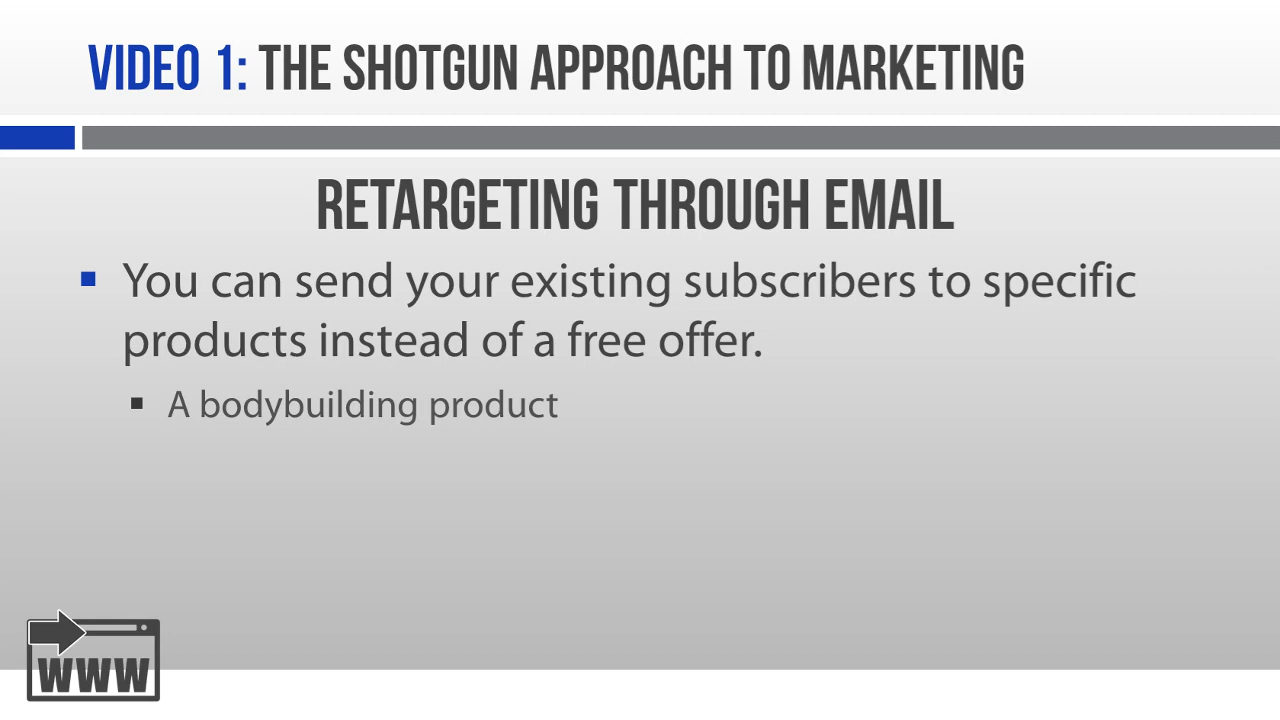 VIDEO 1: THE SHOTGUN APPROACH TO MARKETING
RETARGETING THROUGH EMAIL
You can send your existing subscribers to specific
products instead of a free offer.
A bodybuilding product
WWW